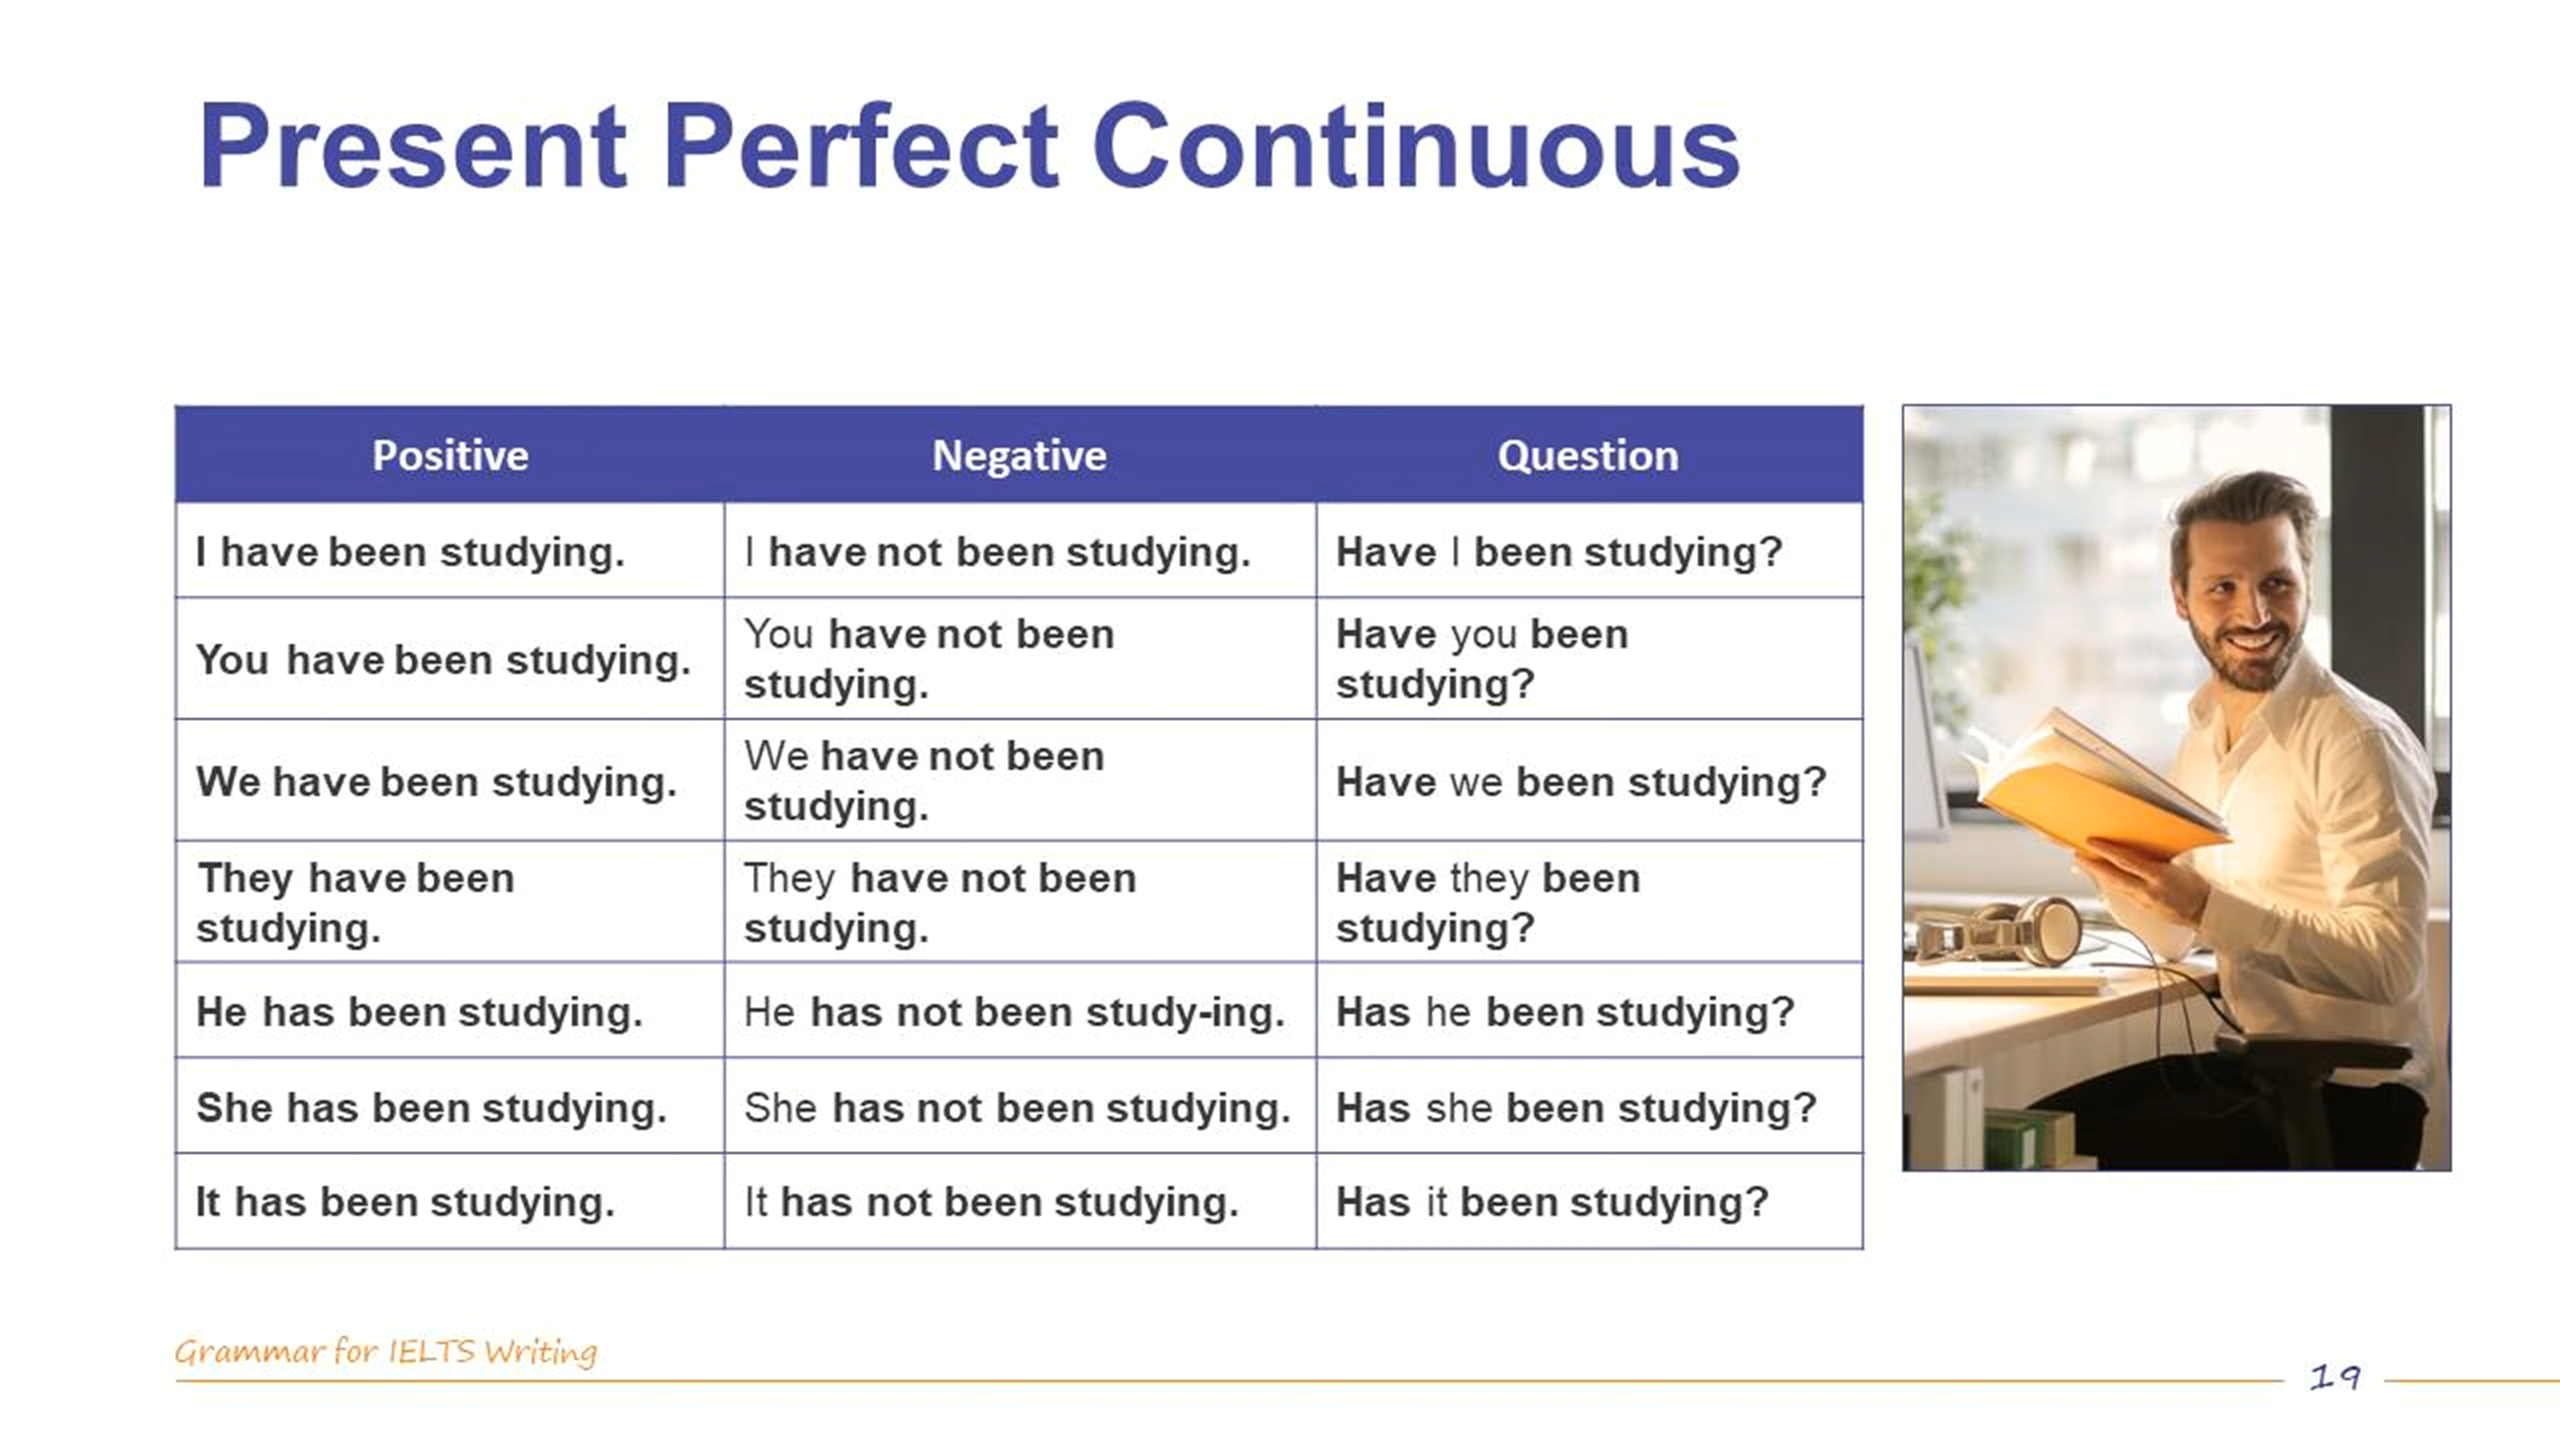 Present Perfect Continuous
Positive Negative Question
I have been studying. I have not been studying. Have I been studying?
You have been studying. You have not been
studying. Have you been
studying?
We have been studying. We have not been
studying. Have we been studying?
They have been
studying. They have not been
studying. Have they been
studying?
He has been studying. He has not been study-ing. Has he been studying?
She has been studying. She has not been studying. Has she been studying?
It has been studying. It has not been studying. Has it been studying?
Grammar for IELTS Writing
19